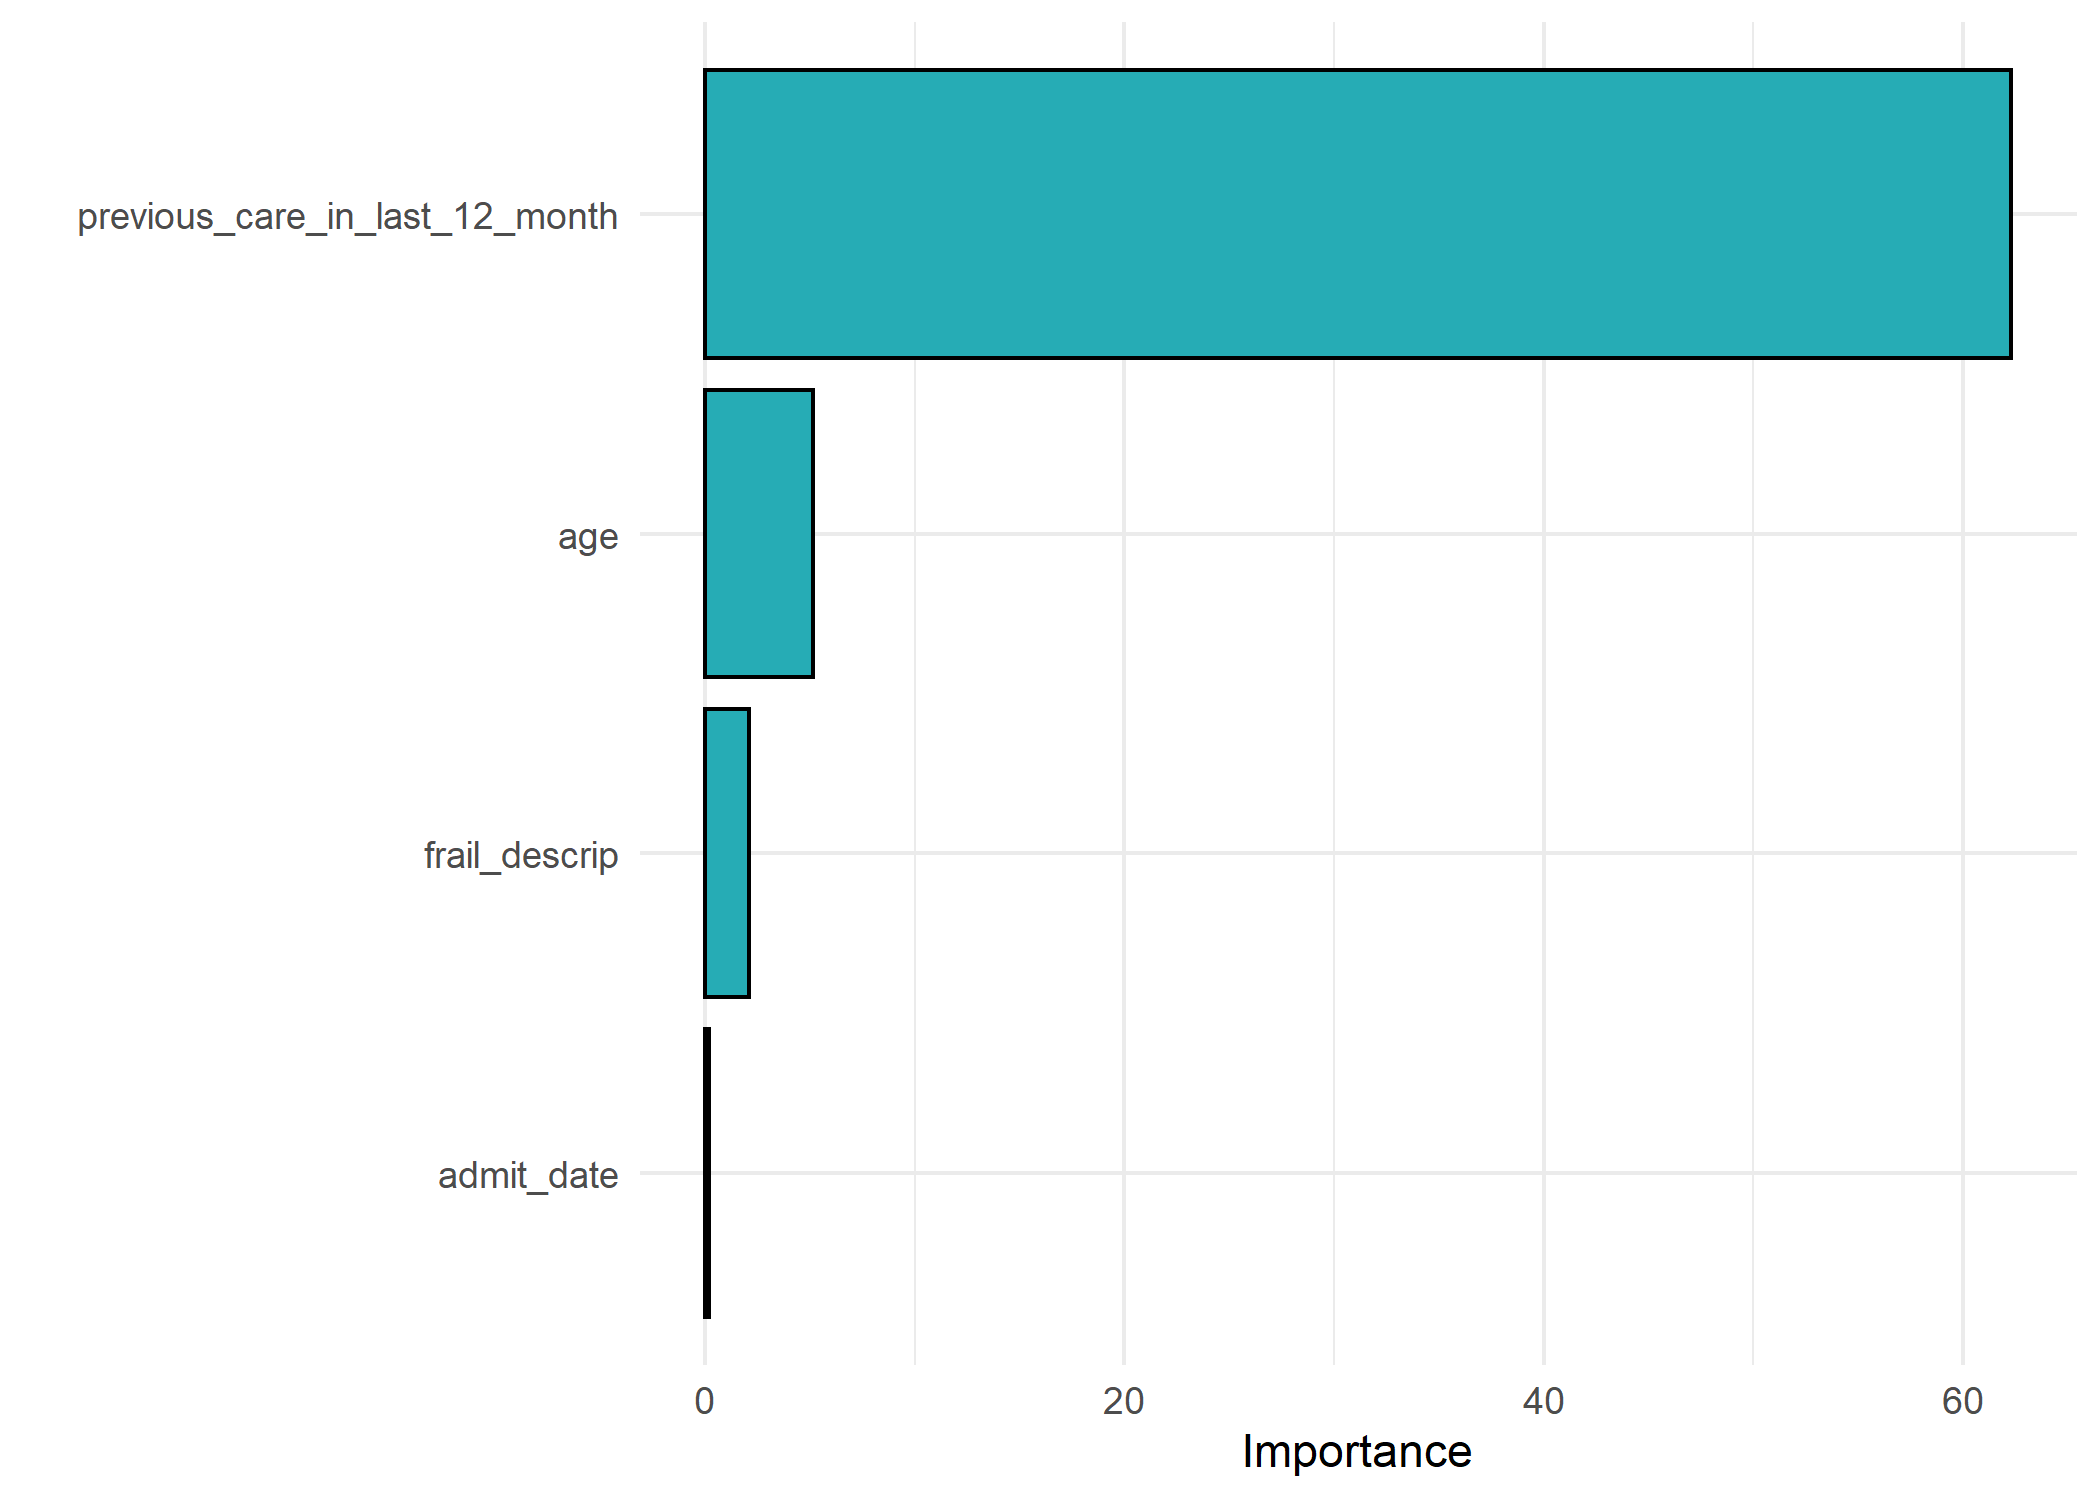 previous_care_in_last_12_month
age
frail_descrip
admit_date
0 20 40 60
Importance